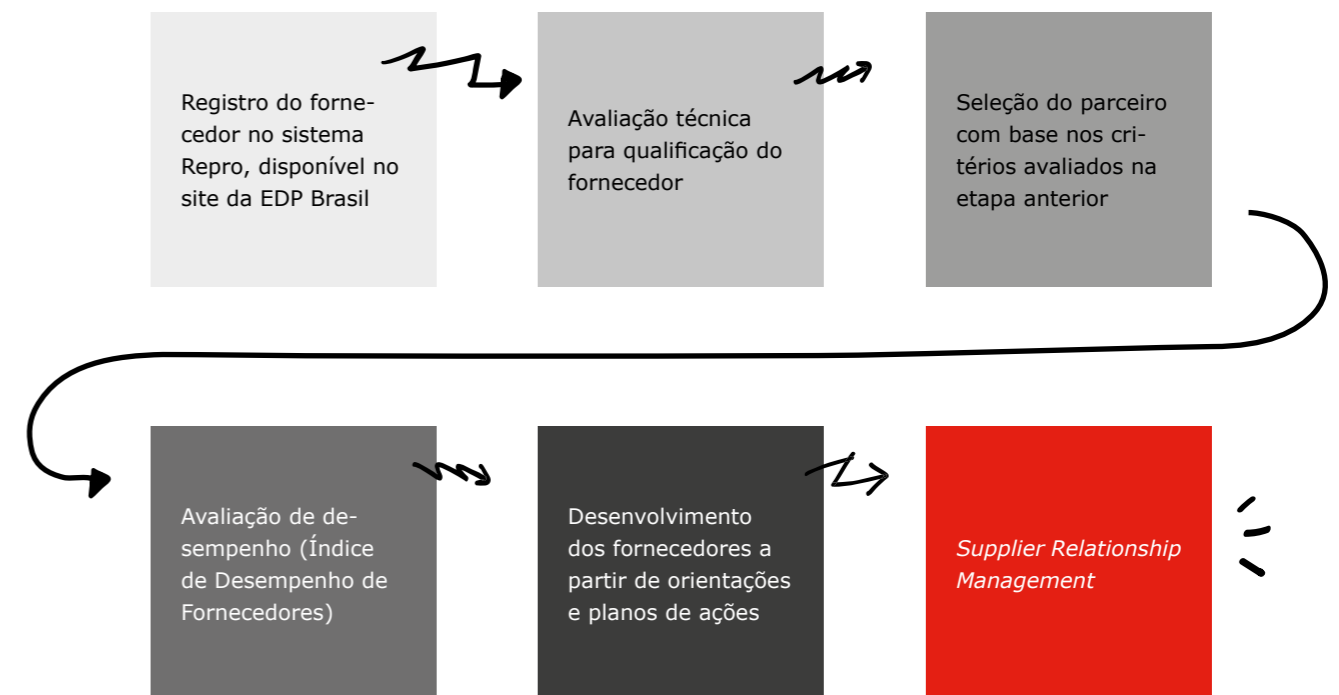 Registro do forne-
cedor no sistema
Repro, disponível no
site da EDP Brasil
Avaliação técnica
para qualificação do
fornecedor
Seleção do parceiro
com base nos cri-
térios avaliados na
etapa anterior
Avaliação de de-
sempenho (Índice
de Desempenho de
Fornecedores)
Desenvolvimento
dos fornecedores a
partir de orientações
e planos de ações
Supplier Relationship
Management